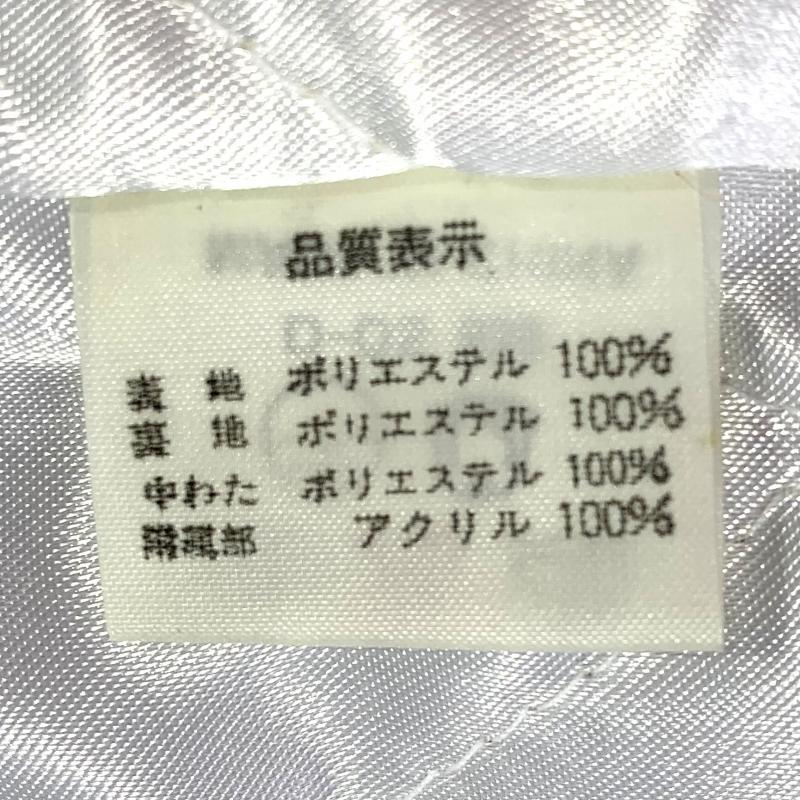 品質表示
表 地 ポリエステル 100%
裏 地 ポリエステル 100%
中わた ポリエステル 100%
部 アクリル 100%